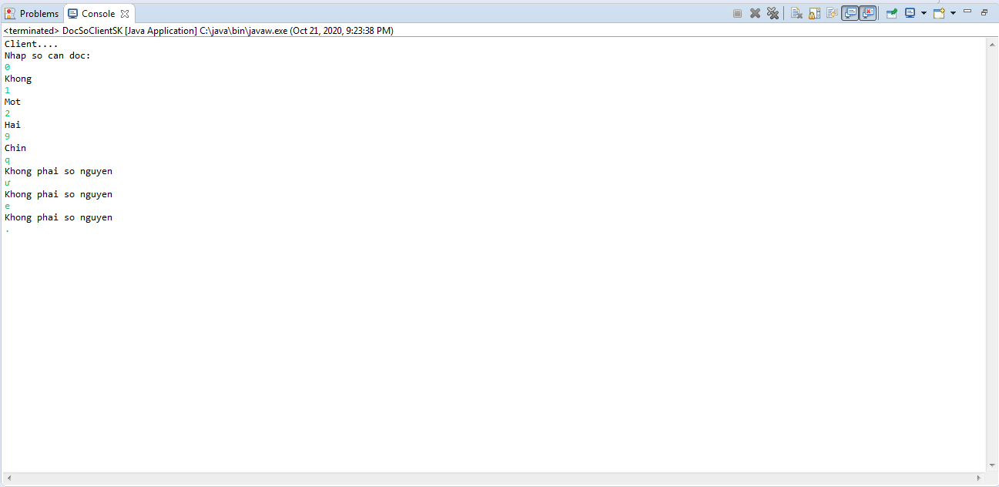 Problems Console
<terminated> DocSoClientSK [Java Application] C:\java\bin\javaw.exe (Oct 21, 2020, 9:23:38 PM)
Client....
Nhap so can doc:
0
Khong
1
Mot
2
Hai
9
Chin
q
Khong phai so nguyen
ư
Khong phai so nguyen
e
Khong phai so nguyen
.